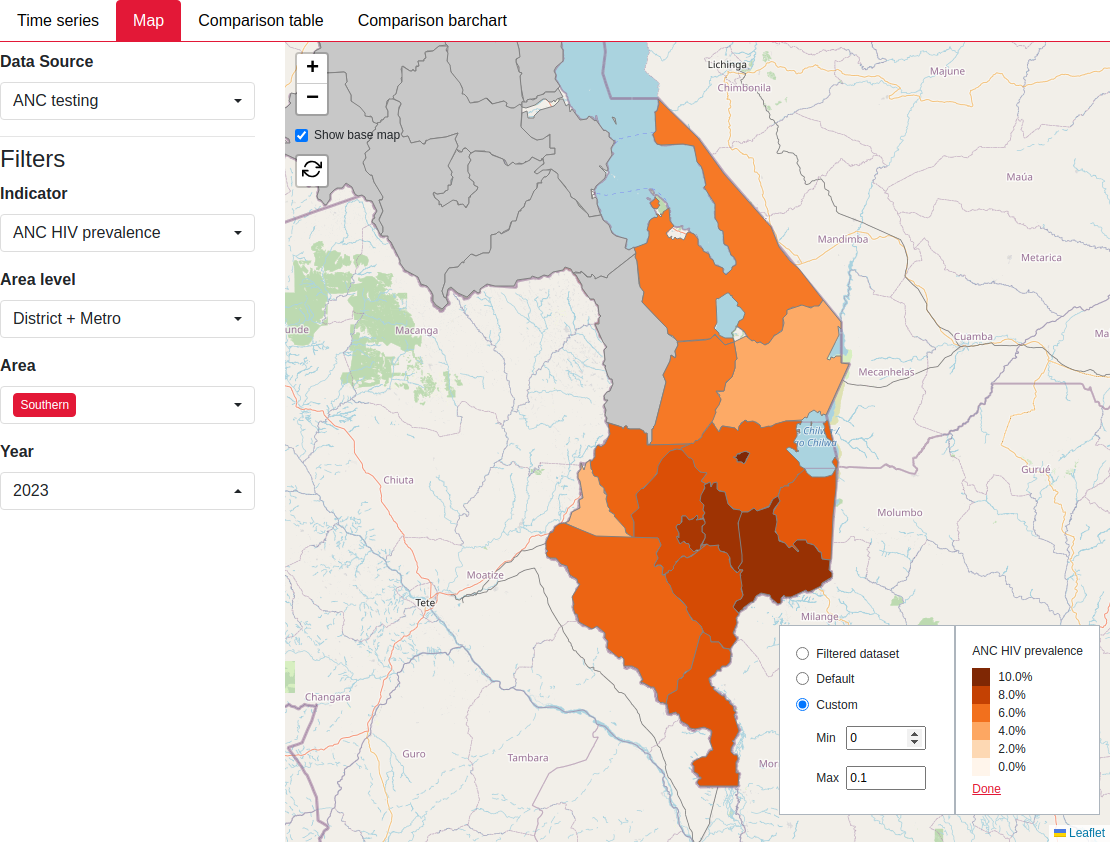 Time series
Map
Comparison table
Comparison barchart
Data Source
ANC testing
Filters
Indicator
ANC HIV prevalence
Area level
District + Metro
Area
Southern
Year
2023
+
−
Show base map
Lichinga
Chimbonila
Majune
Maúa
Mandimba
Metarica
unde
Macanga
Cuamba
Ma
Mecanhelas
Chilwa /
o Chilwa
Gurué
Chiuta
Molumbo
Moatize
Tete
Milange
Changara
Guro
Tambara
Mor
Filtered dataset
Default
Custom
Min
0
Max
0.1
ANC HIV prevalence
10.0%
8.0%
6.0%
4.0%
2.0%
0.0%
Done
Leaflet